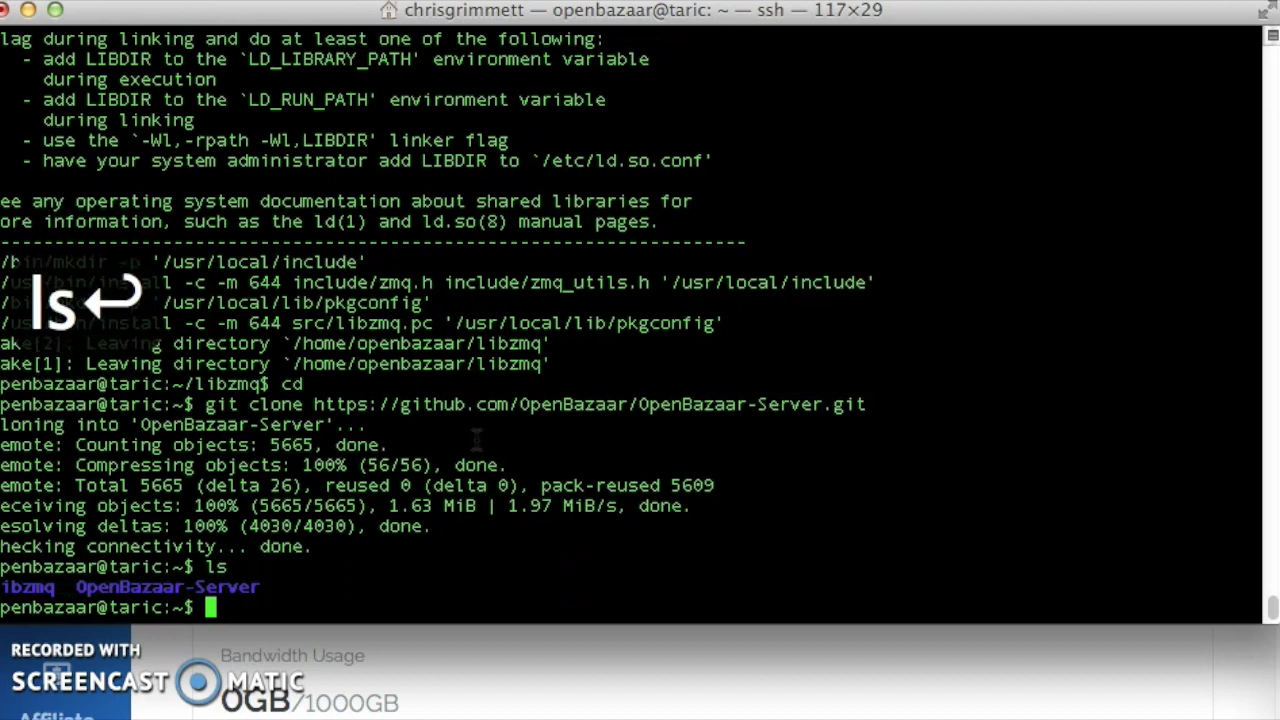 chrisgrimmett — openbazaar@taric: ~ — ssh — 117×29
lag during linking and do at least one of the following:
- add LIBDIR to the `LD_LIBRARY_PATH' environment variable
during execution
- add LIBDIR to the `LD_RUN_PATH' environment variable
during linking
- use the `-Wl,-rpath -Wl,LIBDIR' linker flag
- have your system administrator add LIBDIR to `/etc/ld.so.conf'
ee any operating system documentation about shared libraries for
ore information, such as the ld(1) and ld.so(8) manual pages.
----------------------------------------------------------------------
/bin/mkdir -p '/usr/local/include'
/usr/bin/install -c -m 644 include/zmq.h include/zmq_utils.h '/usr/local/include'
'/usr/local/lib/pkgconfig'
install -c -m 644 src/libzmq.pc '/usr/local/lib/pkgconfig'
ls↵
ake[2]: Leaving directory `/home/openbazaar/libzmq'
ake[1]: Leaving directory `/home/openbazaar/libzmq'
penbazaar@taric:~/libzmq$ cd
penbazaar@taric:~$ git clone https://github.com/OpenBazaar/OpenBazaar-Server.git
loning into 'OpenBazaar-Server'...
emote: Counting objects: 5665, done.
emote: Compressing objects: 100% (56/56), done.
emote: Total 5665 (delta 26), reused 0 (delta 0), pack-reused 5609
eceiving objects: 100% (5665/5665), 1.63 MiB | 1.97 MiB/s, done.
esolving deltas: 100% (4030/4030), done.
hecking connectivity... done.
penbazaar@taric:~$ ls
ibzmq OpenBazaar-Server
penbazaar@taric:~$
RECORDED WITH
SCREENCAST MATIC
Bandwidth Usage
0GB/1000GB
Affiliate